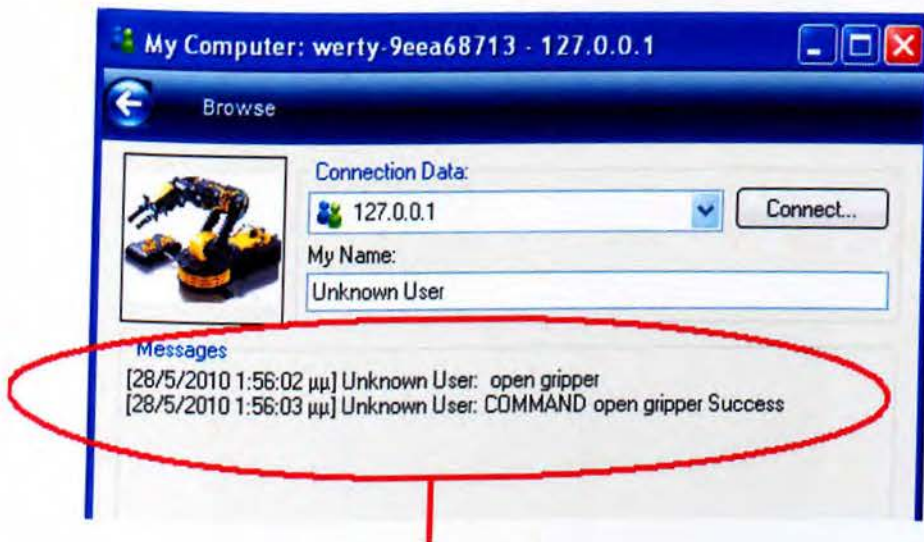 My Computer: werty-9eea68713 - 127.0.0.1
Browse
Connection Data:
127.0.0.1
Connect...
My Name:
Unknown User
Messages
[28/5/2010 1:56:02 μμ] Unknown User:  open gripper
[28/5/2010 1:56:03 μμ] Unknown User: COMMAND open gripper Success